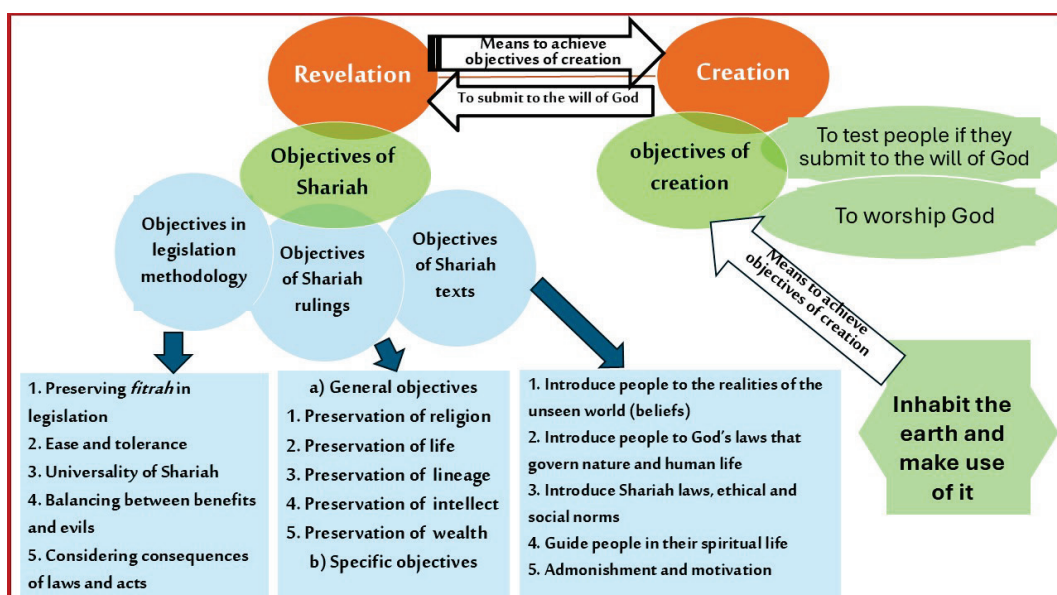 Revelation
Means to achieve
objectives of creation
To submit to the will of God
Creation
Objectives of
Shariah
objectives of
creation
To test people if they
submit to the will of God
To worship God
Objectives in
legislation
methodology
Objectives
of Shariah
rulings
Objectives
of Shariah
texts
Means to achieve
objectives of creation
Inhabit the
earth and
make use
of it
1. Preserving fitrah in
legislation
2. Ease and tolerance
3. Universality of Shariah
4. Balancing between benefits
and evils
5. Considering consequences
of laws and acts
a) General objectives
1. Preservation of religion
2. Preservation of life
3. Preservation of lineage
4. Preservation of intellect
5. Preservation of wealth
b) Specific objectives
1. Introduce people to the realities of the
unseen world (beliefs)
2. Introduce people to God's laws that
govern nature and human life
3. Introduce Shariah laws, ethical and
social norms
4. Guide people in their spiritual life
5. Admonishment and motivation